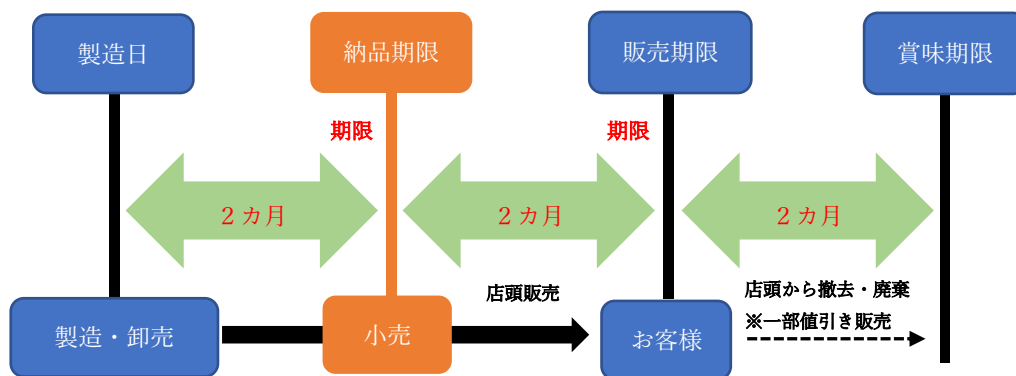 製造日
納品期限
販売期限
賞味期限
期限
期限
２カ月
２カ月
２カ月
店頭販売
店頭から撤去・廃棄
※一部値引き販売
製造・卸売
小売
お客様